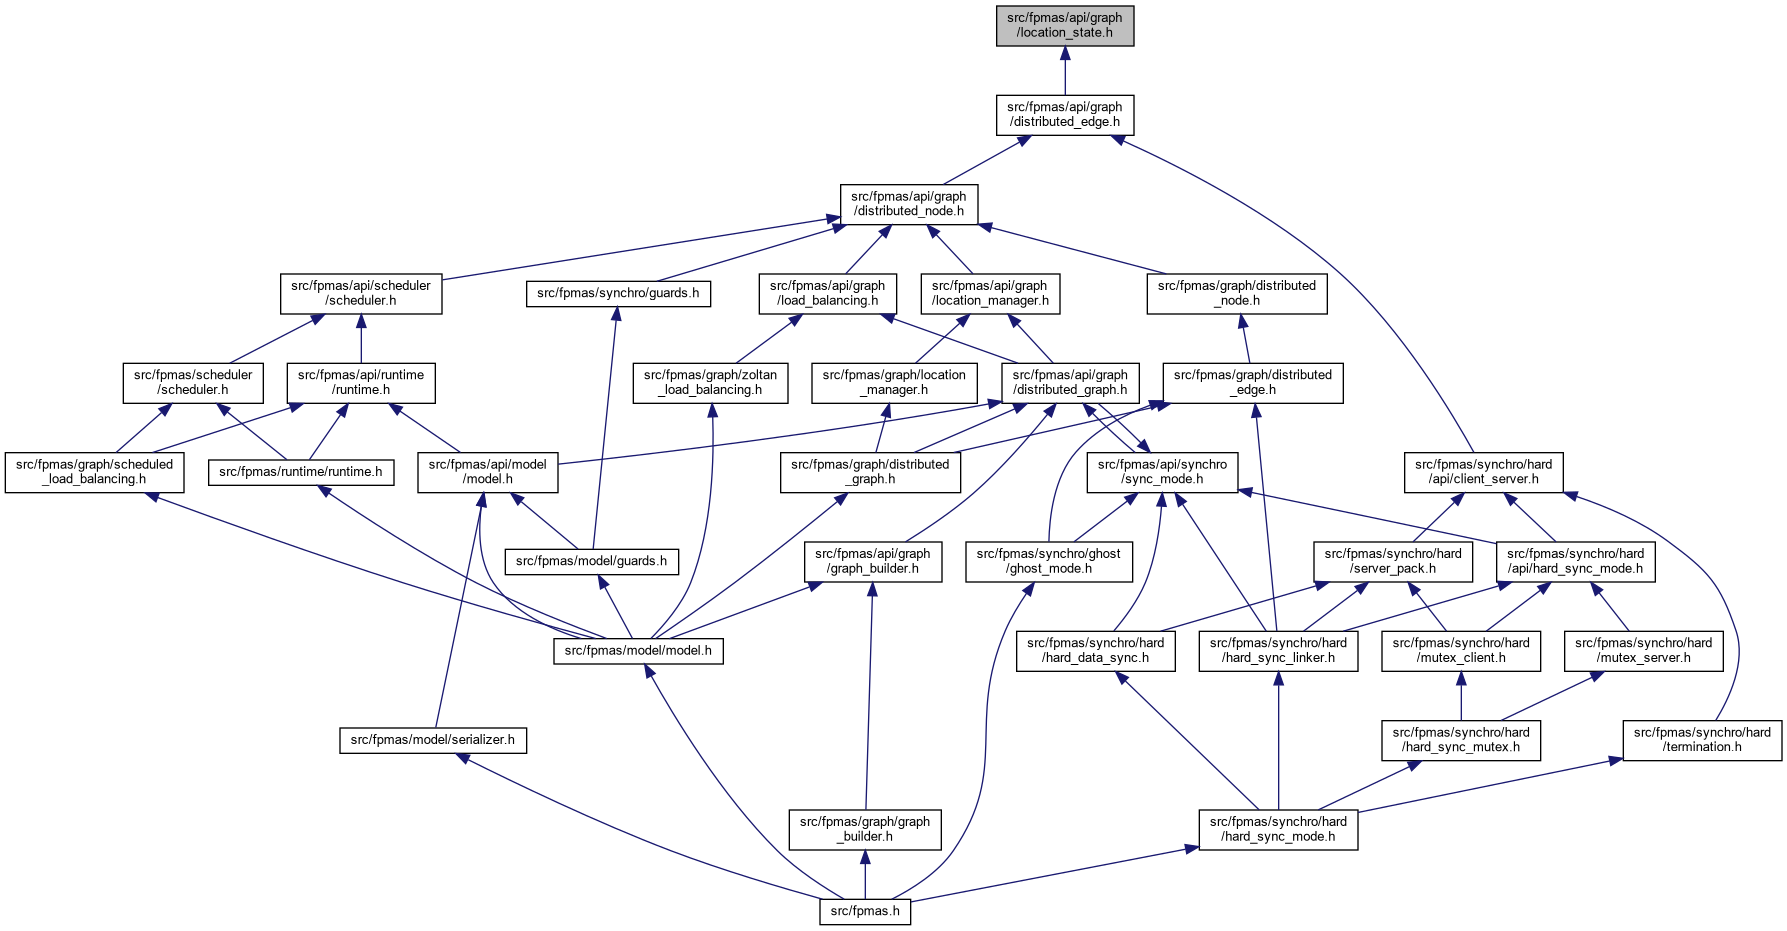 src/fpmas/api/graph
/location_state.h
src/fpmas/api/graph
/distributed_edge.h
src/fpmas/api/graph
/distributed_node.h
src/fpmas/api/scheduler
/scheduler.h
src/fpmas/synchro/guards.h
src/fpmas/api/graph
/load_balancing.h
src/fpmas/api/graph
/location_manager.h
src/fpmas/graph/distributed
_node.h
src/fpmas/scheduler
/scheduler.h
src/fpmas/api/runtime
/runtime.h
src/fpmas/graph/zoltan
_load_balancing.h
src/fpmas/graph/location
_manager.h
src/fpmas/api/graph
/distributed_graph.h
src/fpmas/graph/distributed
_edge.h
src/fpmas/graph/scheduled
_load_balancing.h
src/fpmas/runtime/runtime.h
src/fpmas/api/model
/model.h
src/fpmas/graph/distributed
_graph.h
src/fpmas/api/synchro
/sync_mode.h
src/fpmas/synchro/hard
/api/client_server.h
src/fpmas/model/guards.h
src/fpmas/api/graph
/graph_builder.h
src/fpmas/synchro/ghost
/ghost_mode.h
src/fpmas/synchro/hard
/server_pack.h
src/fpmas/synchro/hard
/api/hard_sync_mode.h
src/fpmas/model/model.h
src/fpmas/synchro/hard
/hard_data_sync.h
src/fpmas/synchro/hard
/hard_sync_linker.h
src/fpmas/synchro/hard
/mutex_client.h
src/fpmas/synchro/hard
/mutex_server.h
src/fpmas/model/serializer.h
src/fpmas/synchro/hard
/hard_sync_mutex.h
src/fpmas/synchro/hard
/termination.h
src/fpmas/graph/graph
_builder.h
src/fpmas/synchro/hard
/hard_sync_mode.h
src/fpmas.h